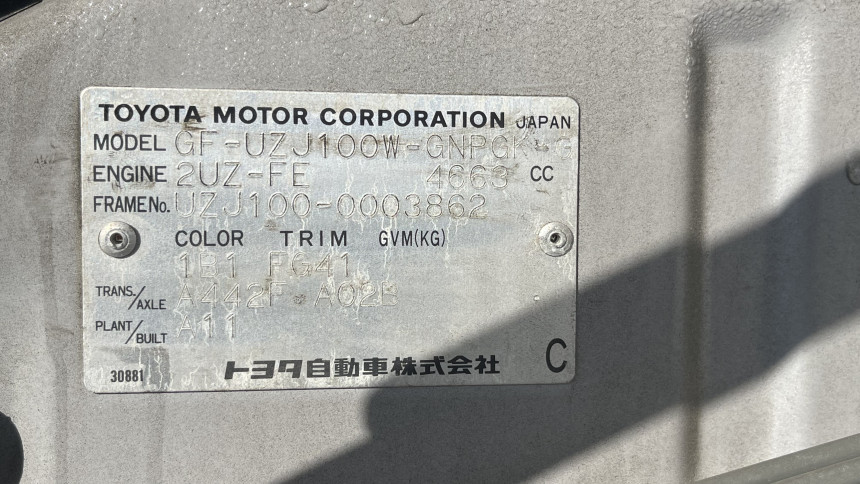 TOYOTA MOTOR CORPORATION JAPAN
MODEL GF-UZJ100W-GNPGK-G
ENGINE 2UZ-FE 4663 CC
FRAME No. UZJ100-0003862
COLOR TRIM GVM(KG)
1B1 FG41
TRANS./AXLE A442F A02B
PLANT/BUILT A11
30881 トヨタ自動車株式会社 C